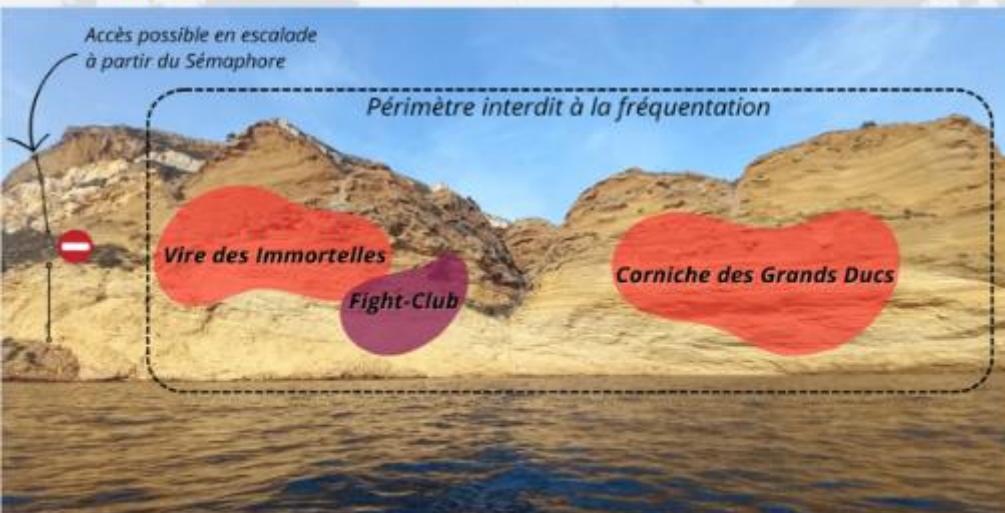 Accès possible en escalade
à partir du Sémaphore
Périmètre interdit à la fréquentation
Vire des Immortelles
Fight-Club
Corniche des Grands Ducs